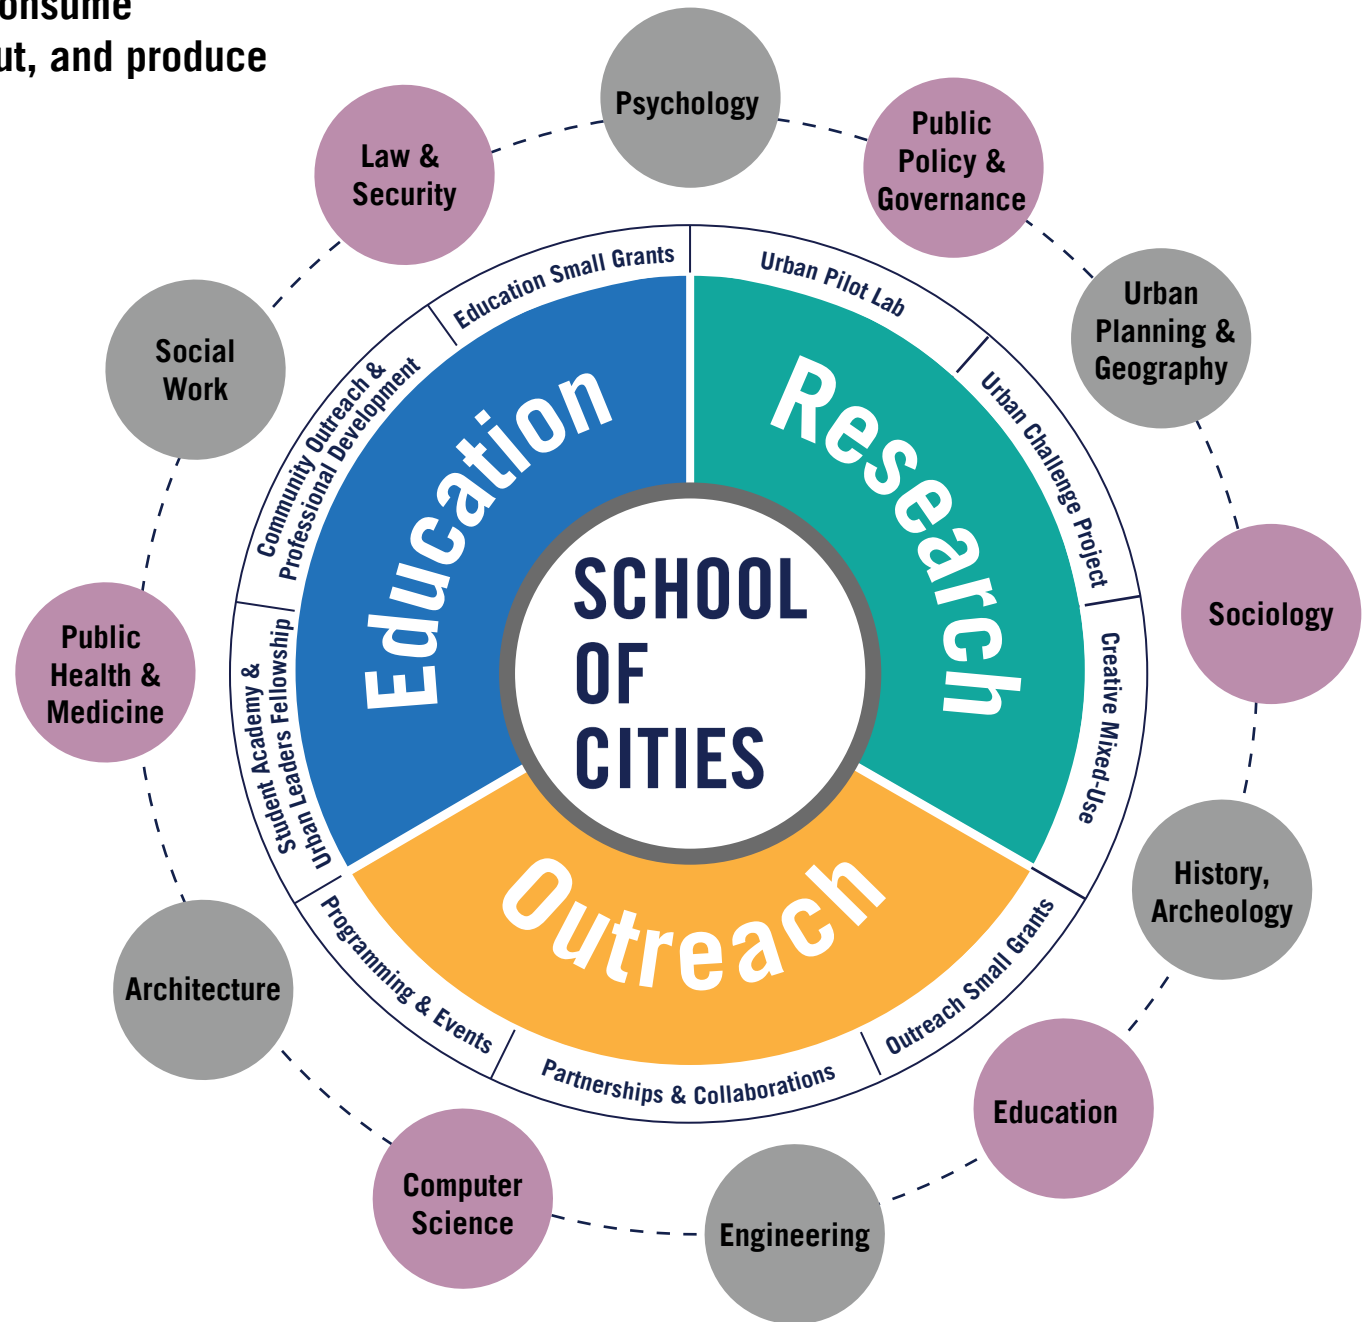 onsume
ut, and produce
Psychology
Public
Policy &
Governance
Urban
Planning &
Geography
Sociology
History,
Archeology
Education
Engineering
Computer
Science
Architecture
Public
Health &
Medicine
Social
Work
Law &
Security
Education Small Grants
Urban Pilot Lab
Urban Challenge Project
Creative Mixed-Use
Outreach Small Grants
Partnerships & Collaborations
Programming & Events
Student Academy &
Urban Leaders Fellowship
Community Outreach &
Professional Development
Education
Research
Outreach
SCHOOL
OF
CITIES